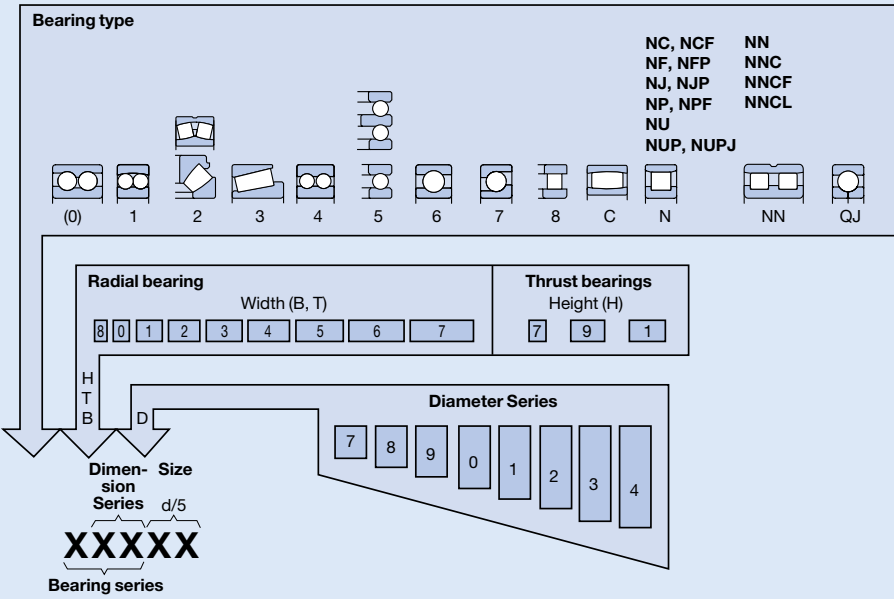 Bearing type
NC, NCF NN
NF, NFP NNC
NJ, NJP NNCF
NP, NPF NNCL
NU
NUP, NUPJ
(0) 1 2 3 4 5 6 7 8 C N NN QJ
Radial bearing
Width (B, T)
8 0 1 2 3 4 5 6 7
Thrust bearings
Height (H)
7 9 1
H
T
B
D
Diameter Series
7 8 9 0 1 2 3 4
Dimen-
sion
Series
Size
d/5
XXXXX
Bearing series